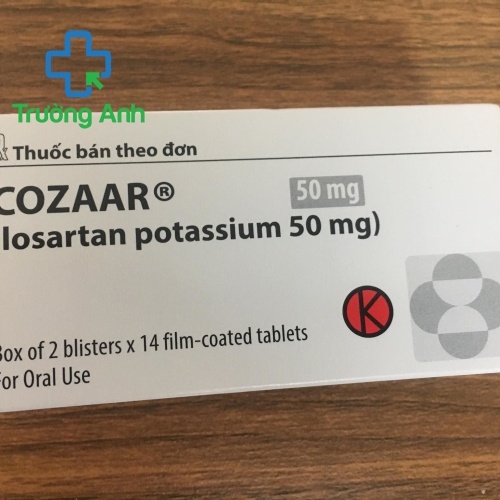 Trường Anh
Thuốc bán theo đơn
COZAAR®
50 mg
losartan potassium 50 mg)
Box of 2 blisters x 14 film-coated tablets
For Oral Use
K